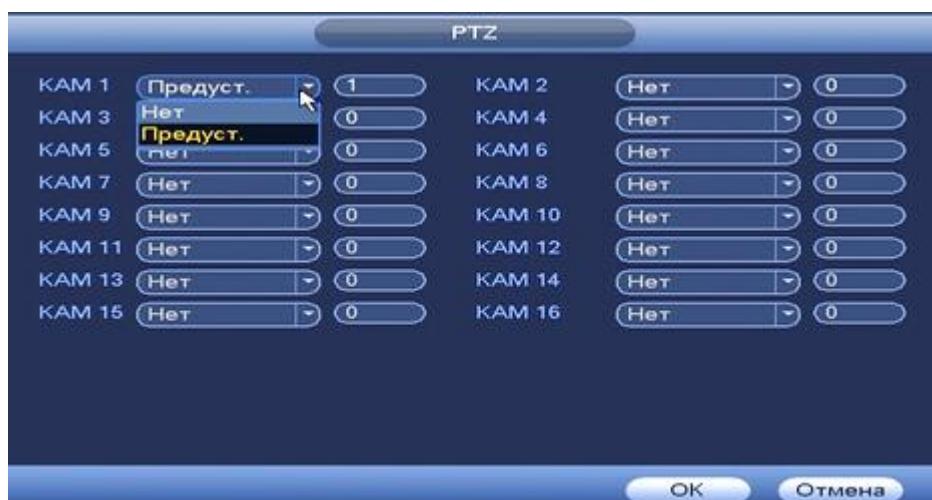 PTZ
КАМ 1 Предуст. 1 КАМ 2 Нет 0
КАМ 3 Нет 0 КАМ 4 Нет 0
Предуст.
КАМ 5 Нет 0 КАМ 6 Нет 0
КАМ 7 Нет 0 КАМ 8 Нет 0
КАМ 9 Нет 0 КАМ 10 Нет 0
КАМ 11 Нет 0 КАМ 12 Нет 0
КАМ 13 Нет 0 КАМ 14 Нет 0
КАМ 15 Нет 0 КАМ 16 Нет 0
ОК Отмена